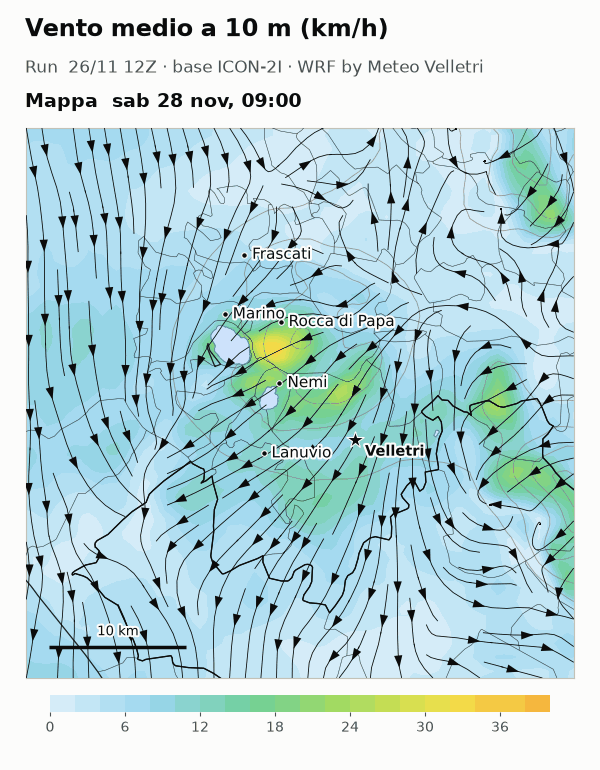 Vento medio a 10 m (km/h)
Run  26/11 12Z · base ICON-2I · WRF by Meteo Velletri
Mappa  sab 28 nov, 09:00
Frascati
Marino
Rocca di Papa
Nemi
Velletri
Lanuvio
10 km
0 6 12 18 24 30 36